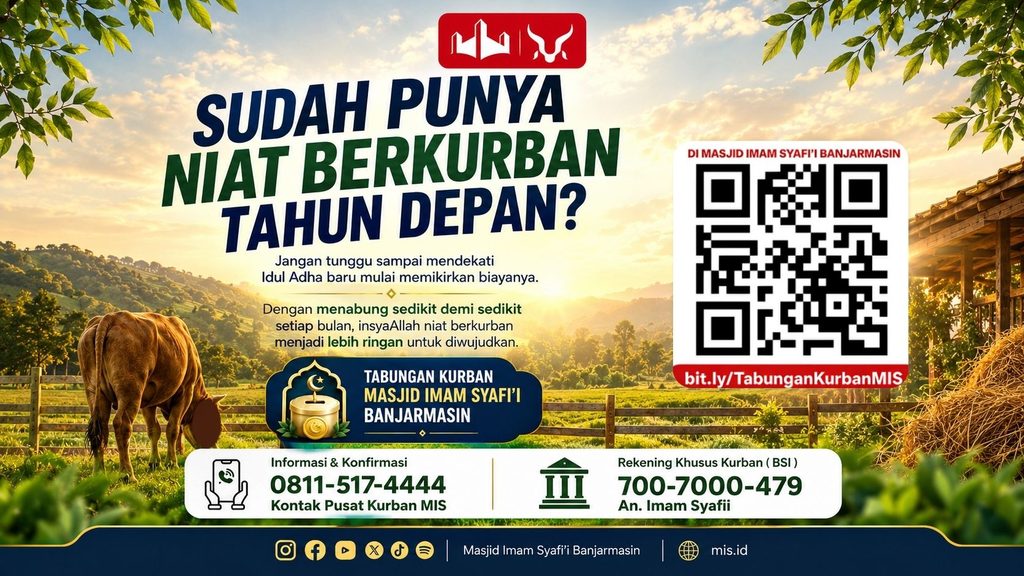 SUDAH PUNYA
NIAT BERKURBAN
TAHUN DEPAN?
Jangan tunggu sampai mendekati
Idul Adha baru mulai memikirkan biayanya.
Dengan menabung sedikit demi sedikit
setiap bulan, insyaAllah niat berkurban
menjadi lebih ringan untuk diwujudkan.
TABUNGAN KURBAN
MASJID IMAM SYAFI'I
BANJARMASIN
DI MASJID IMAM SYAFI'I BANJARMASIN
bit.ly/TabunganKurbanMIS
Informasi & Konfirmasi
0811-517-4444
Kontak Pusat Kurban MIS
Rekening Khusus Kurban ( BSI )
700-7000-479
An. Imam Syafii
Masjid Imam Syafi'i Banjarmasin
mis.id